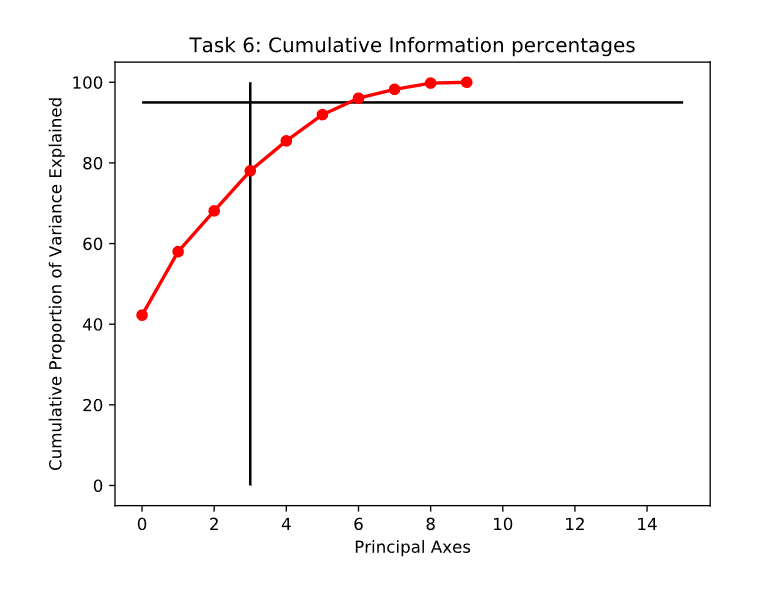 Task 6: Cumulative Information percentages
Cumulative Proportion of Variance Explained
100
80
60
40
20
0
0 2 4 6 8 10 12 14
Principal Axes